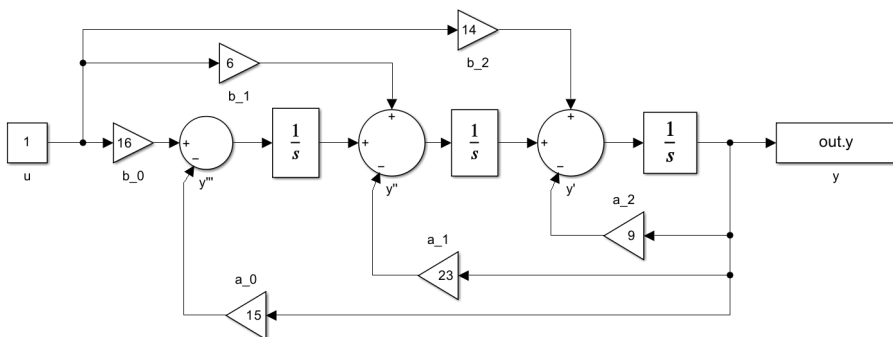 14
b_2
6
b_1
+
+
1
u
16
b_0
+
−
y'''
1
s
+
−
y''
1
s
+
−
y'
1
s
out.y
y
a_2
9
a_1
23
a_0
15